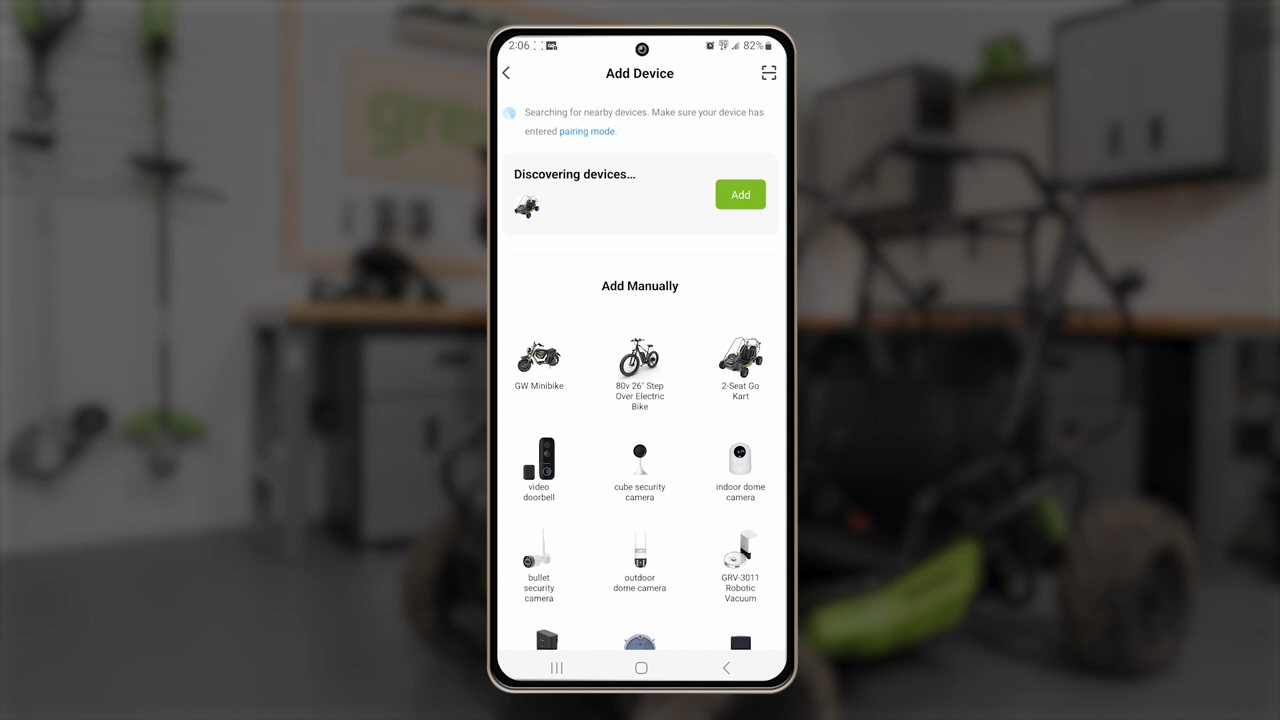 2:06
82%
Add Device
Searching for nearby devices. Make sure your device has
entered pairing mode.
Discovering devices...
Add
Add Manually
GW Minibike
80v 26" Step
Over Electric
Bike
2-Seat Go
Kart
video
doorbell
cube security
camera
indoor dome
camera
bullet
security
camera
outdoor
dome camera
GRV-3011
Robotic
Vacuum